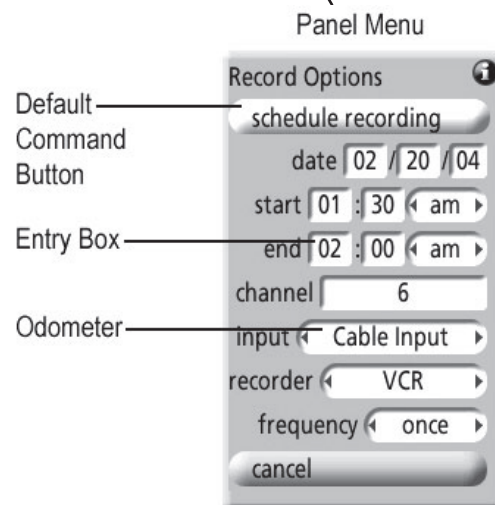 Panel Menu
Record Options i
Default Command Button
schedule recording
date 02 / 20 / 04
start 01 : 30 am
Entry Box
end 02 : 00 am
channel 6
Odometer
input Cable Input
recorder VCR
frequency once
cancel